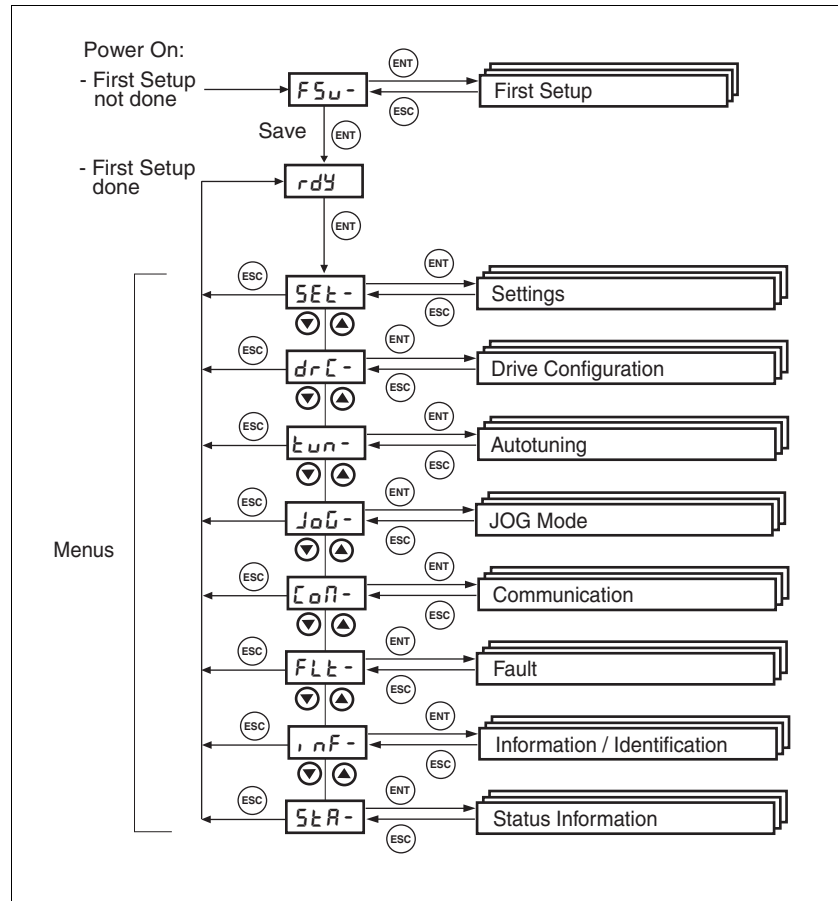 Power On:
- First Setup
not done
FSu-
ENT
ESC
First Setup
Save
ENT
- First Setup
done
rdY
ENT
Menus
ESC
SEt-
ENT
ESC
Settings
ESC
drC-
ENT
ESC
Drive Configuration
ESC
tun-
ENT
ESC
Autotuning
ESC
JoG-
ENT
ESC
JOG Mode
ESC
CoM-
ENT
ESC
Communication
ESC
FLt-
ENT
ESC
Fault
ESC
inF-
ENT
ESC
Information / Identification
ESC
StA-
ENT
ESC
Status Information